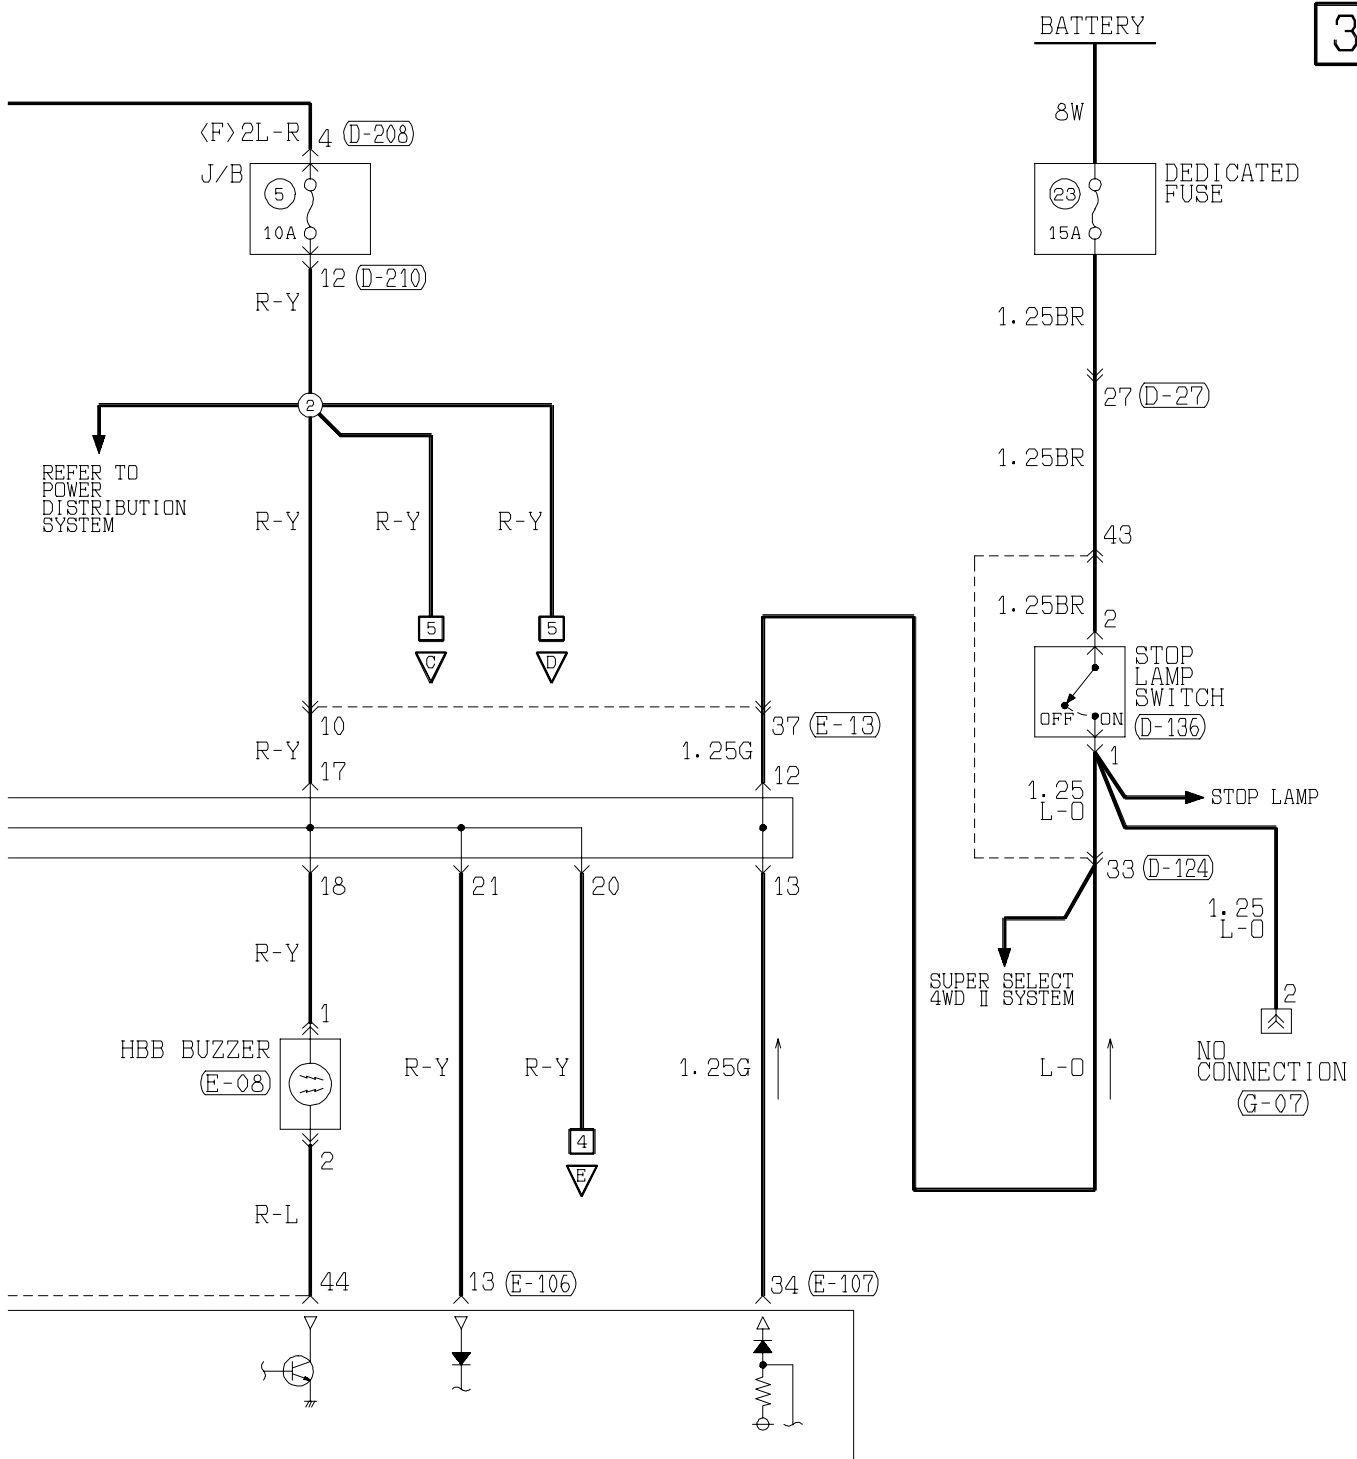 BATTERY
3
8W
<F>2L-R
4
D-208
J/B
5
10A
DEDICATED
FUSE
23
15A
12
D-210
R-Y
1.25BR
27
D-27
2
REFER TO
POWER
DISTRIBUTION
SYSTEM
1.25BR
R-Y
R-Y
R-Y
43
1.25BR
2
5
5
C
D
STOP
LAMP
SWITCH
OFF
ON
D-136
10
37
E-13
R-Y
1.25G
17
12
1
1.25
L-O
STOP LAMP
18
21
20
13
33
D-124
1.25
L-O
R-Y
SUPER SELECT
4WD II SYSTEM
2
1
HBB BUZZER
E-08
R-Y
R-Y
1.25G
L-O
NO
CONNECTION
G-07
4
E
2
R-L
44
13
E-106
34
E-107